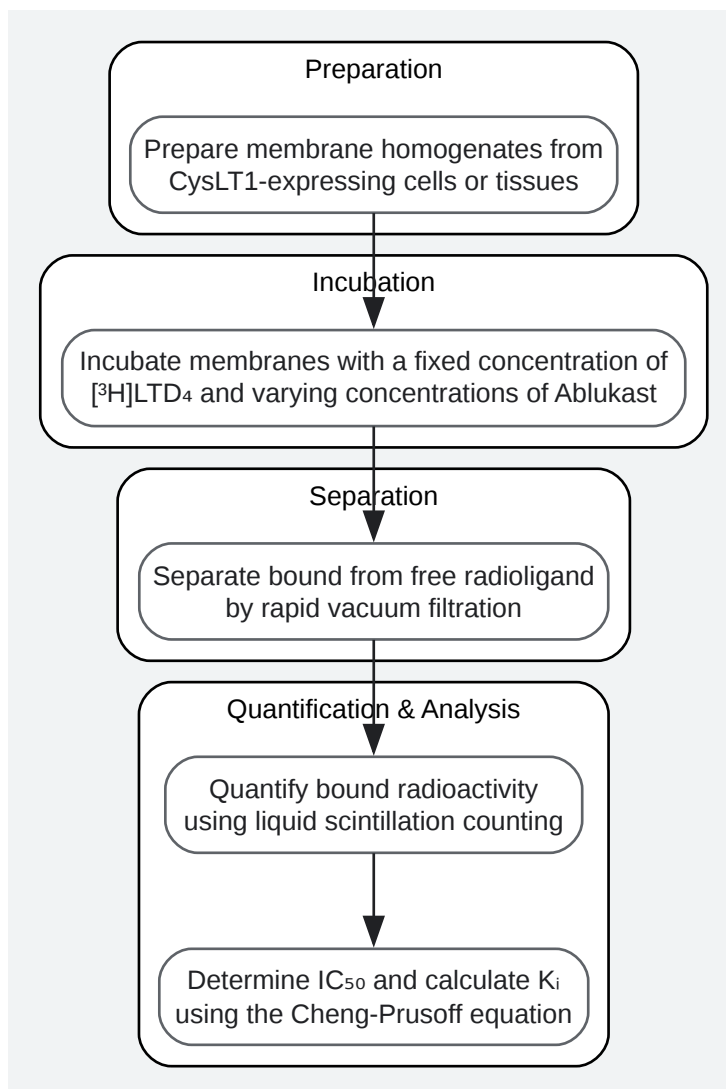 Preparation
Prepare membrane homogenates from
CysLT1-expressing cells or tissues
Incubation
Incubate membranes with a fixed concentration of
[³H]LTD₄ and varying concentrations of Ablukast
Separation
Separate bound from free radioligand
by rapid vacuum filtration
Quantification & Analysis
Quantify bound radioactivity
using liquid scintillation counting
Determine IC₅₀ and calculate Kᵢ
using the Cheng-Prusoff equation